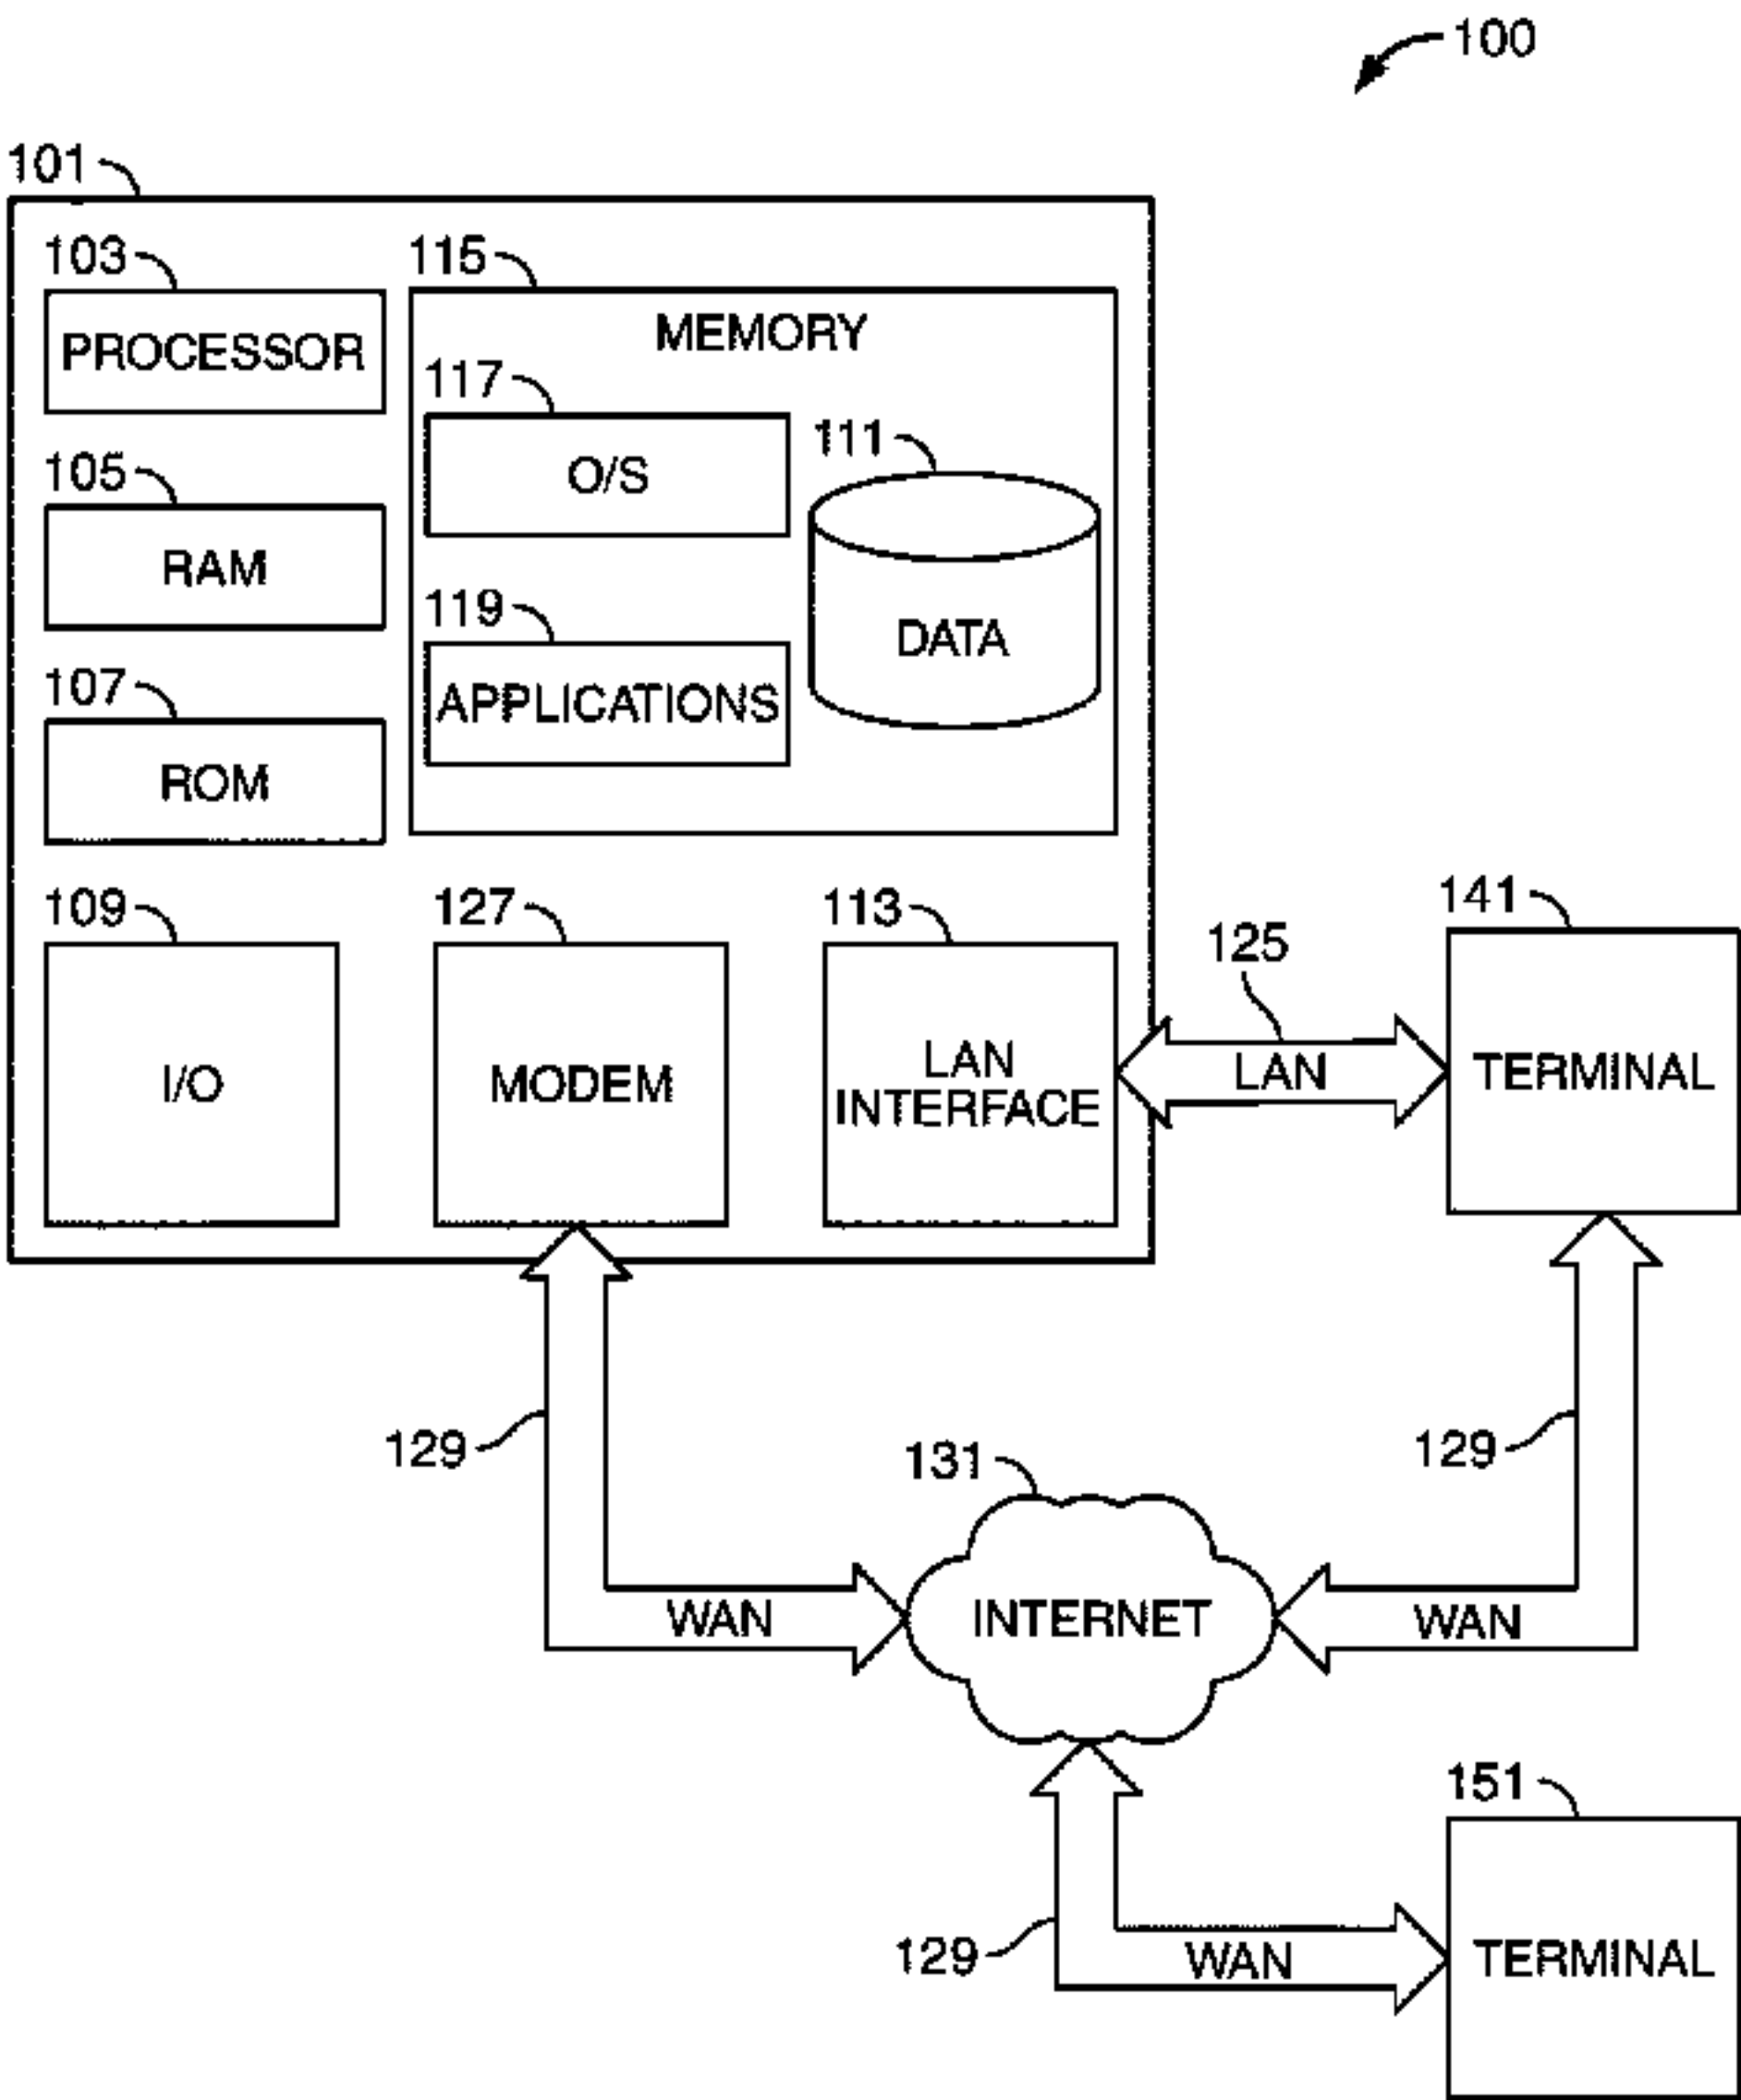 100
101
103
PROCESSOR
105
RAM
107
ROM
115
MEMORY
117
O/S
111
DATA
119
APPLICATIONS
109
I/O
127
MODEM
113
LAN
INTERFACE
125
LAN
141
TERMINAL
129
WAN
131
INTERNET
129
WAN
129
WAN
151
TERMINAL